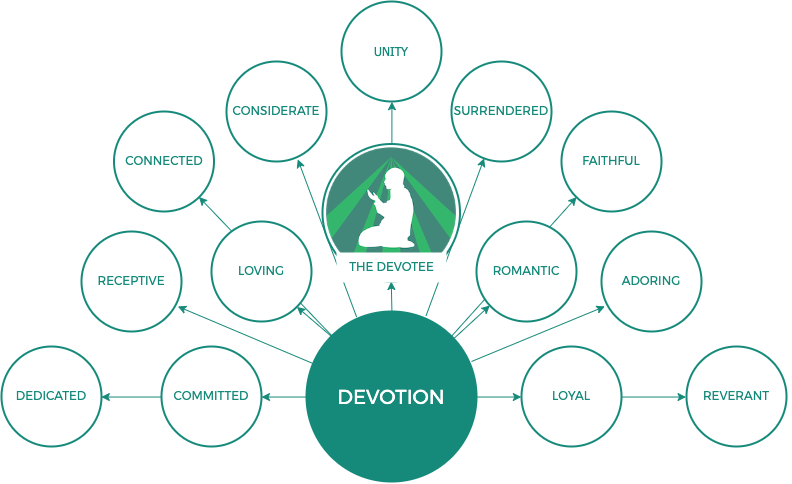 UNITY
CONSIDERATE
SURRENDERED
CONNECTED
FAITHFUL
THE DEVOTEE
LOVING
ROMANTIC
RECEPTIVE
ADORING
DEDICATED
COMMITTED
DEVOTION
LOYAL
REVERANT